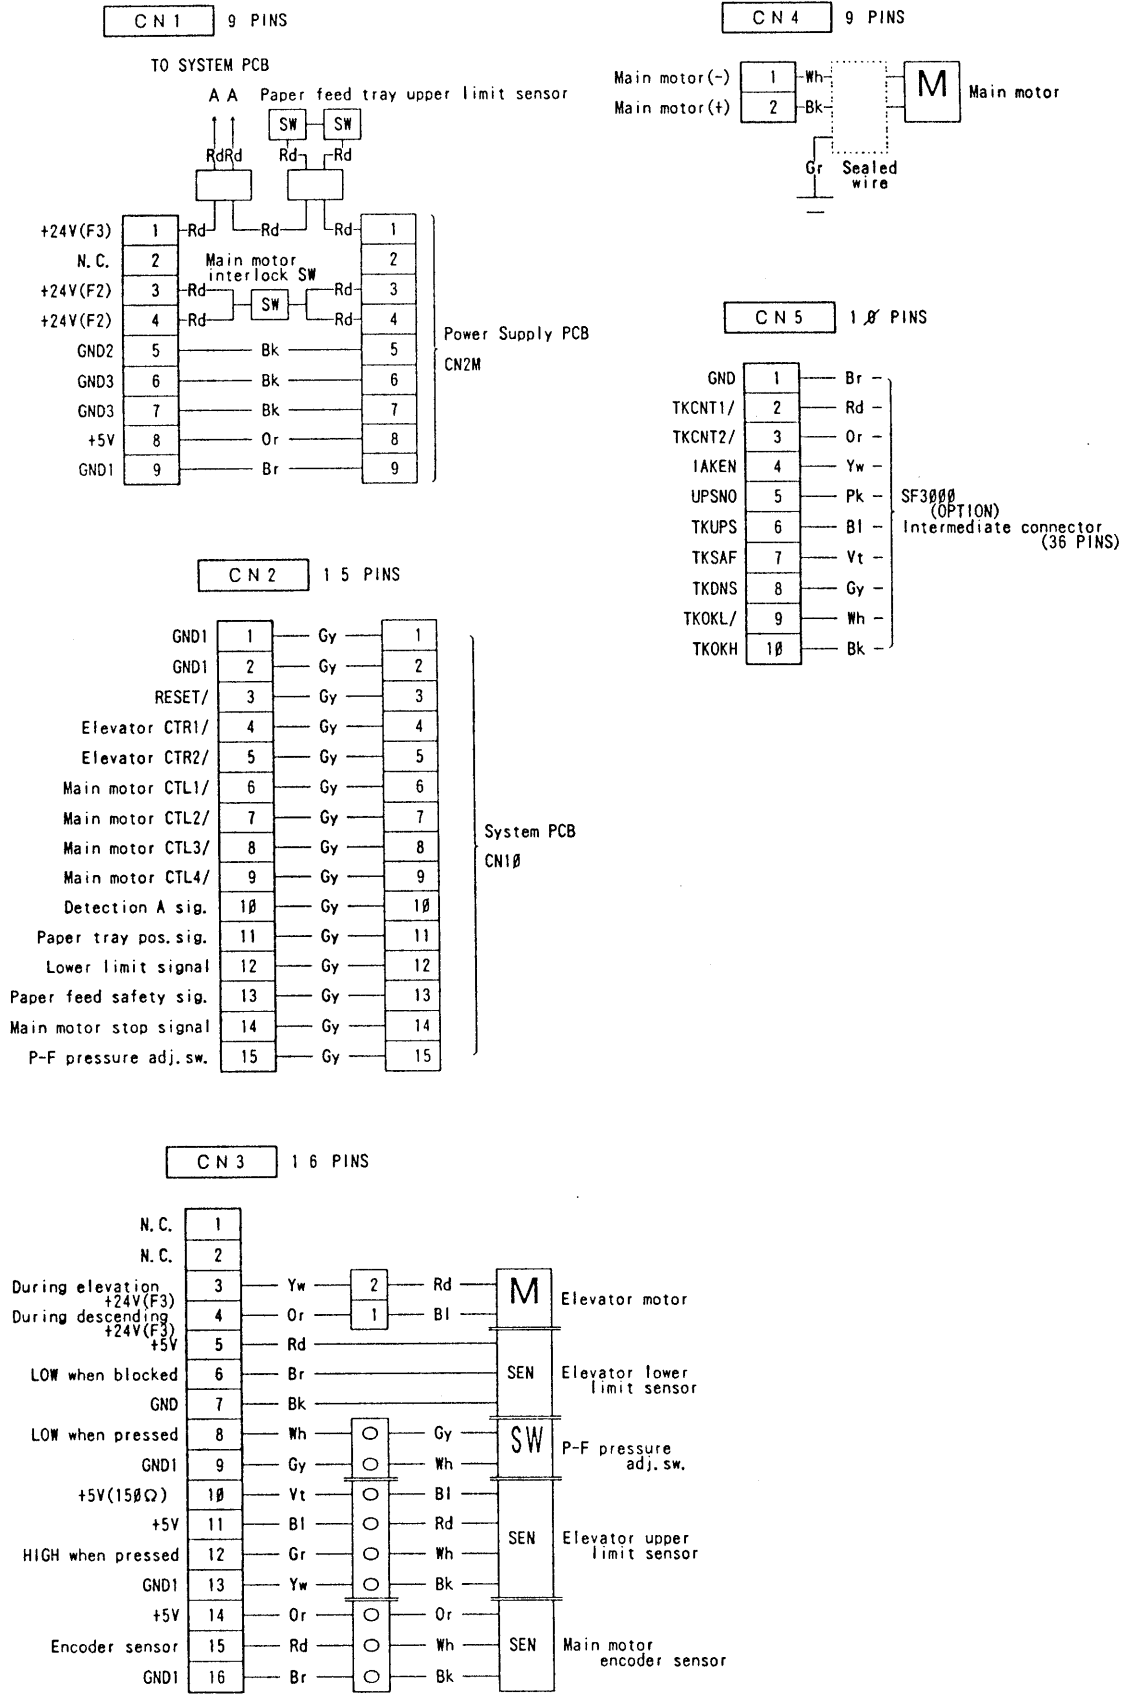 CN1 9 PINS
TO SYSTEM PCB
A A Paper feed tray upper limit sensor
SW SW
Rd Rd Rd Rd
+24V(F3) 1 Rd Rd Rd 1
N.C. 2 Main motor interlock SW 2
+24V(F2) 3 Rd SW Rd 3
+24V(F2) 4 Rd Rd 4
GND2 5 Bk 5
GND3 6 Bk 6
GND3 7 Bk 7
+5V 8 Or 8
GND1 9 Br 9
Power Supply PCB
CN2M
CN4 9 PINS
Main motor(-) 1 Wh M Main motor
Main motor(+) 2 Bk
Gr Sealed
wire
CN5 1Ø PINS
GND 1 Br
TKCNT1/ 2 Rd
TKCNT2/ 3 Or
IAKEN 4 Yw
UPSNO 5 Pk
TKUPS 6 Bl
TKSAF 7 Vt
TKDNS 8 Gy
TKOKL/ 9 Wh
TKOKH 1Ø Bk
SF3ØØØ
(OPTION)
Intermediate connector
(36 PINS)
CN2 15 PINS
GND1 1 Gy 1
GND1 2 Gy 2
RESET/ 3 Gy 3
Elevator CTR1/ 4 Gy 4
Elevator CTR2/ 5 Gy 5
Main motor CTL1/ 6 Gy 6
Main motor CTL2/ 7 Gy 7
Main motor CTL3/ 8 Gy 8
Main motor CTL4/ 9 Gy 9
Detection A sig. 1Ø Gy 1Ø
Paper tray pos.sig. 11 Gy 11
Lower limit signal 12 Gy 12
Paper feed safety sig. 13 Gy 13
Main motor stop signal 14 Gy 14
P-F pressure adj.sw. 15 Gy 15
System PCB
CN1Ø
CN3 16 PINS
N.C. 1
N.C. 2
During elevation +24V(F3) 3 Yw 2 Rd M
During descending +24V(F3) 4 Or 1 Bl
Elevator motor
+5V 5 Rd
LOW when blocked 6 Br SEN
GND 7 Bk
Elevator lower
limit sensor
LOW when pressed 8 Wh Gy SW
GND1 9 Gy Wh
P-F pressure
adj.sw.
+5V(15ØΩ) 1Ø Vt Bl
+5V 11 Bl Rd SEN
HIGH when pressed 12 Gr Wh
GND1 13 Yw Bk
Elevator upper
limit sensor
+5V 14 Or Or
Encoder sensor 15 Rd Wh SEN
GND1 16 Br Bk
Main motor
encoder sensor